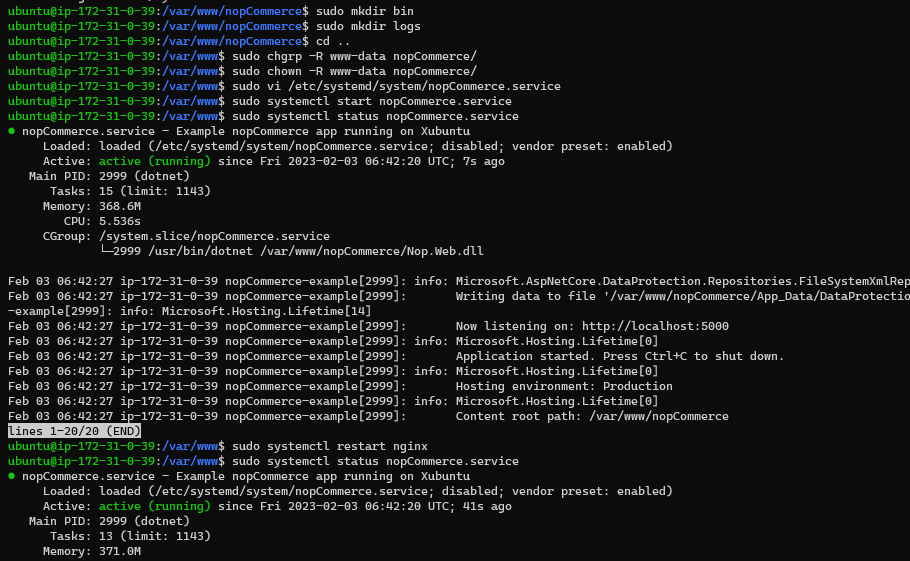 ubuntu@ip-172-31-0-39:/var/www/nopCommerce$ sudo mkdir bin
ubuntu@ip-172-31-0-39:/var/www/nopCommerce$ sudo mkdir logs
ubuntu@ip-172-31-0-39:/var/www/nopCommerce$ cd ..
ubuntu@ip-172-31-0-39:/var/www$ sudo chgrp -R www-data nopCommerce/
ubuntu@ip-172-31-0-39:/var/www$ sudo chown -R www-data nopCommerce/
ubuntu@ip-172-31-0-39:/var/www$ sudo vi /etc/systemd/system/nopCommerce.service
ubuntu@ip-172-31-0-39:/var/www$ sudo systemctl start nopCommerce.service
ubuntu@ip-172-31-0-39:/var/www$ sudo systemctl status nopCommerce.service
● nopCommerce.service - Example nopCommerce app running on Xubuntu
     Loaded: loaded (/etc/systemd/system/nopCommerce.service; disabled; vendor preset: enabled)
     Active: active (running) since Fri 2023-02-03 06:42:20 UTC; 7s ago
   Main PID: 2999 (dotnet)
      Tasks: 15 (limit: 1143)
     Memory: 368.6M
        CPU: 5.536s
     CGroup: /system.slice/nopCommerce.service
             └─2999 /usr/bin/dotnet /var/www/nopCommerce/Nop.Web.dll

Feb 03 06:42:27 ip-172-31-0-39 nopCommerce-example[2999]: info: Microsoft.AspNetCore.DataProtection.Repositories.FileSystemXmlRep
Feb 03 06:42:27 ip-172-31-0-39 nopCommerce-example[2999]:       Writing data to file '/var/www/nopCommerce/App_Data/DataProtectio
-example[2999]: info: Microsoft.Hosting.Lifetime[14]
Feb 03 06:42:27 ip-172-31-0-39 nopCommerce-example[2999]:       Now listening on: http://localhost:5000
Feb 03 06:42:27 ip-172-31-0-39 nopCommerce-example[2999]: info: Microsoft.Hosting.Lifetime[0]
Feb 03 06:42:27 ip-172-31-0-39 nopCommerce-example[2999]:       Application started. Press Ctrl+C to shut down.
Feb 03 06:42:27 ip-172-31-0-39 nopCommerce-example[2999]: info: Microsoft.Hosting.Lifetime[0]
Feb 03 06:42:27 ip-172-31-0-39 nopCommerce-example[2999]:       Hosting environment: Production
Feb 03 06:42:27 ip-172-31-0-39 nopCommerce-example[2999]: info: Microsoft.Hosting.Lifetime[0]
Feb 03 06:42:27 ip-172-31-0-39 nopCommerce-example[2999]:       Content root path: /var/www/nopCommerce
lines 1-20/20 (END)
ubuntu@ip-172-31-0-39:/var/www$ sudo systemctl restart nginx
ubuntu@ip-172-31-0-39:/var/www$ sudo systemctl status nopCommerce.service
● nopCommerce.service - Example nopCommerce app running on Xubuntu
     Loaded: loaded (/etc/systemd/system/nopCommerce.service; disabled; vendor preset: enabled)
     Active: active (running) since Fri 2023-02-03 06:42:20 UTC; 41s ago
   Main PID: 2999 (dotnet)
      Tasks: 13 (limit: 1143)
     Memory: 371.0M